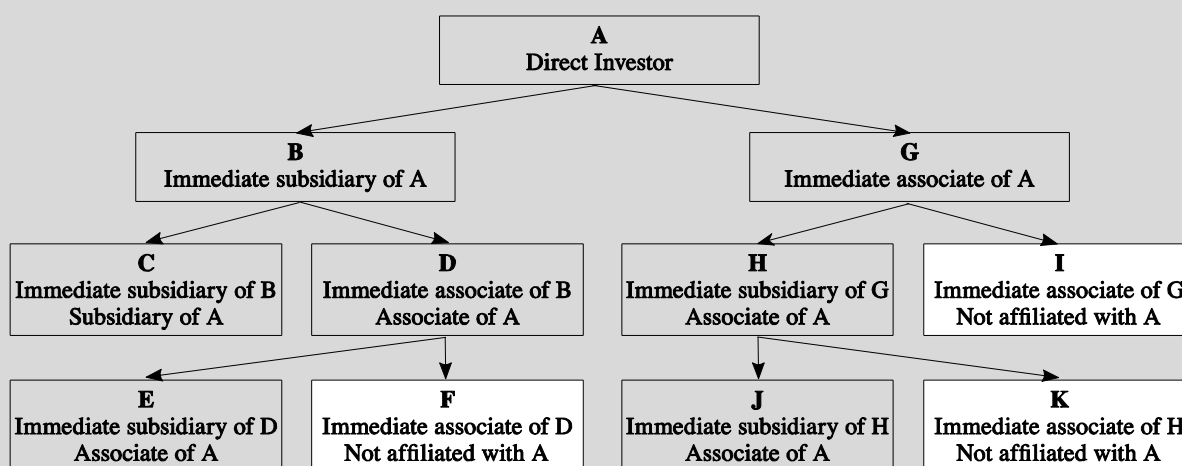 A
Direct Investor
B
Immediate subsidiary of A
G
Immediate associate of A
C
Immediate subsidiary of B
Subsidiary of A
D
Immediate associate of B
Associate of A
H
Immediate subsidiary of G
Associate of A
I
Immediate associate of G
Not affiliated with A
E
Immediate subsidiary of D
Associate of A
F
Immediate associate of D
Not affiliated with A
J
Immediate subsidiary of H
Associate of A
K
Immediate associate of H
Not affiliated with A